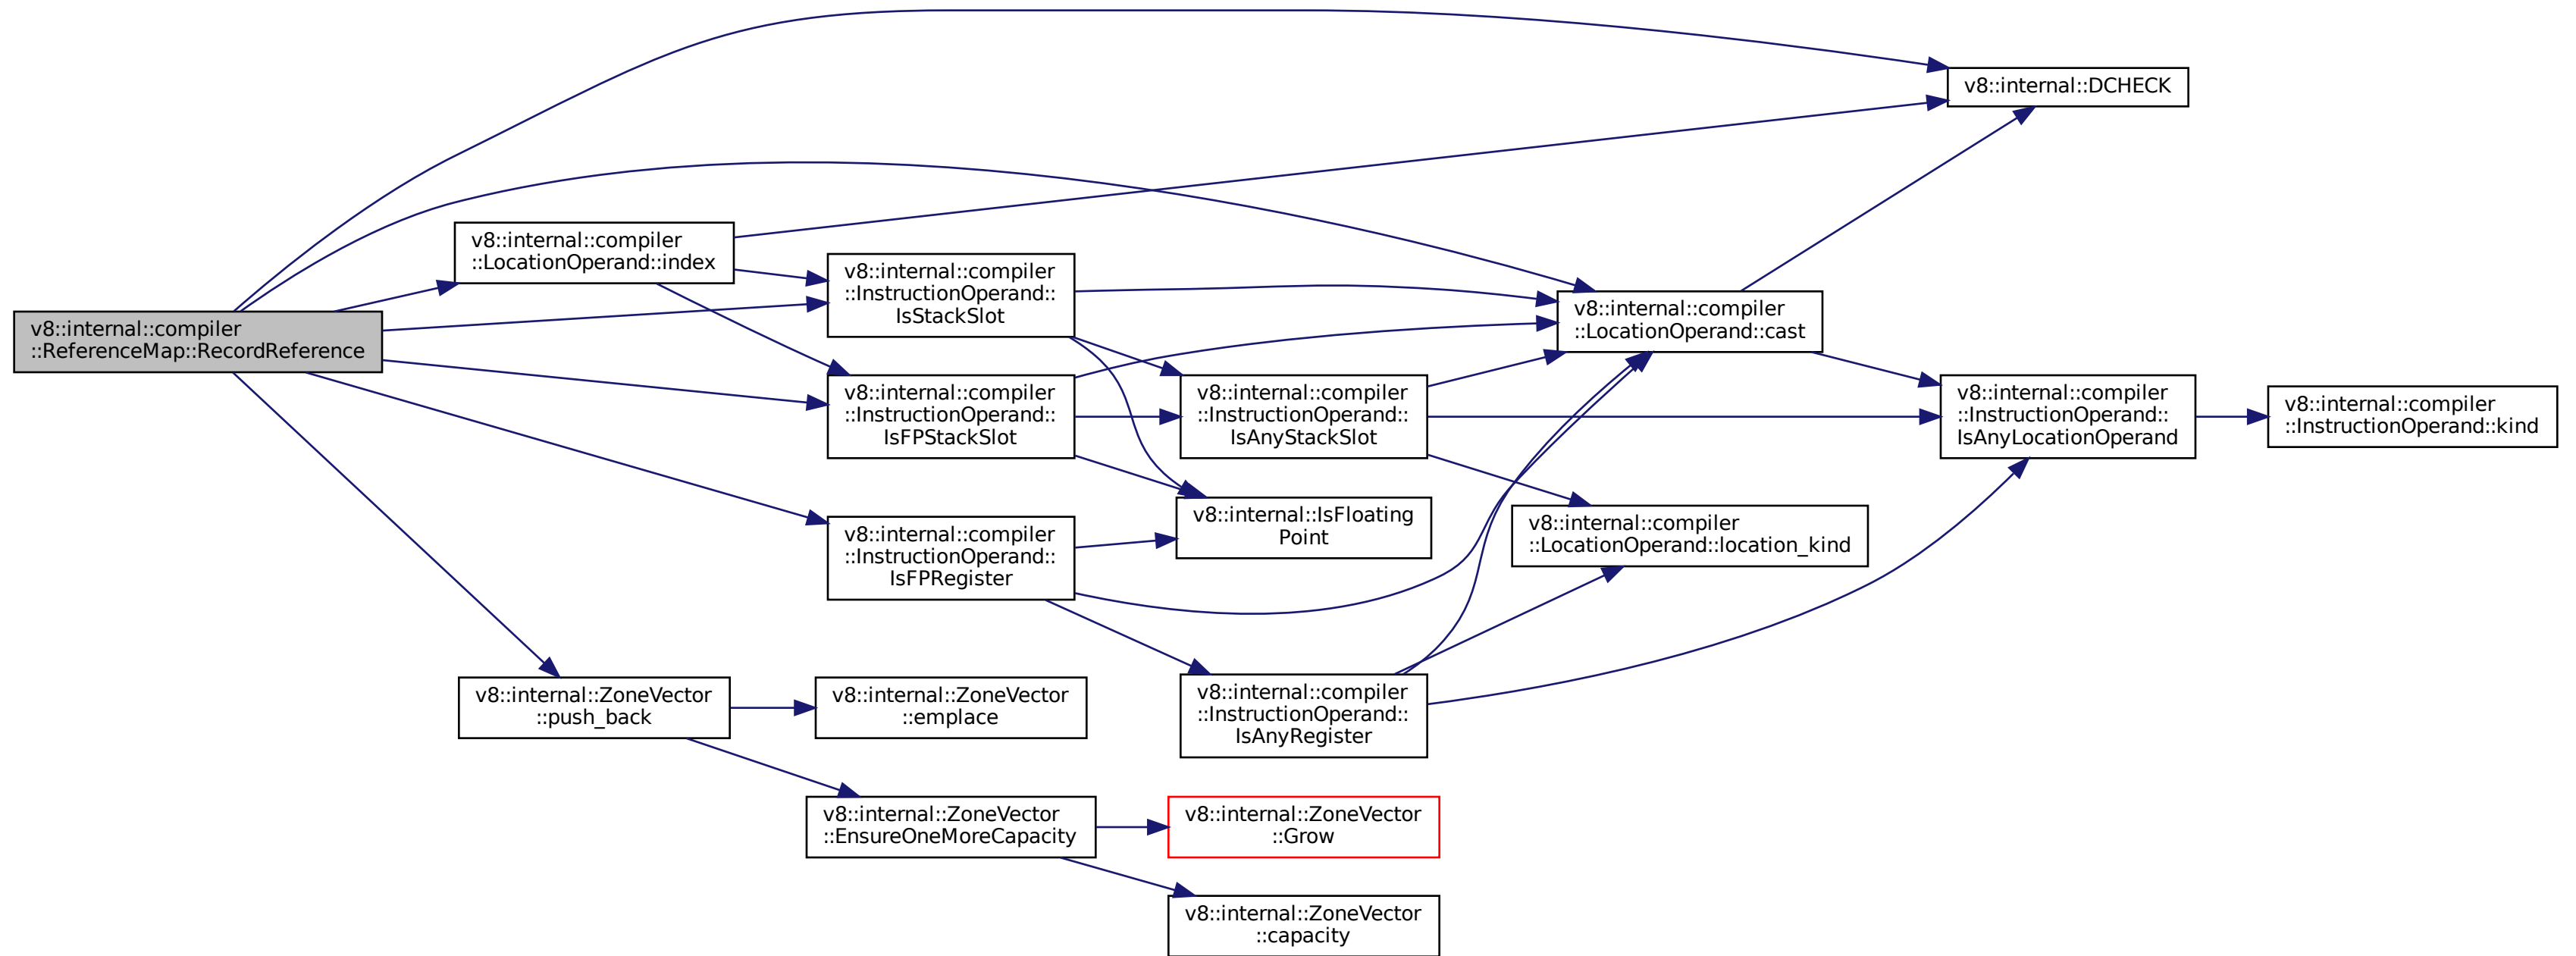 v8::internal::compiler
::ReferenceMap::RecordReference
v8::internal::compiler
::LocationOperand::index
v8::internal::compiler
::InstructionOperand::
IsStackSlot
v8::internal::compiler
::InstructionOperand::
IsFPStackSlot
v8::internal::compiler
::InstructionOperand::
IsFPRegister
v8::internal::ZoneVector
::push_back
v8::internal::ZoneVector
::emplace
v8::internal::ZoneVector
::EnsureOneMoreCapacity
v8::internal::compiler
::InstructionOperand::
IsAnyStackSlot
v8::internal::IsFloating
Point
v8::internal::compiler
::InstructionOperand::
IsAnyRegister
v8::internal::ZoneVector
::Grow
v8::internal::ZoneVector
::capacity
v8::internal::compiler
::LocationOperand::cast
v8::internal::compiler
::LocationOperand::location_kind
v8::internal::DCHECK
v8::internal::compiler
::InstructionOperand::
IsAnyLocationOperand
v8::internal::compiler
::InstructionOperand::kind